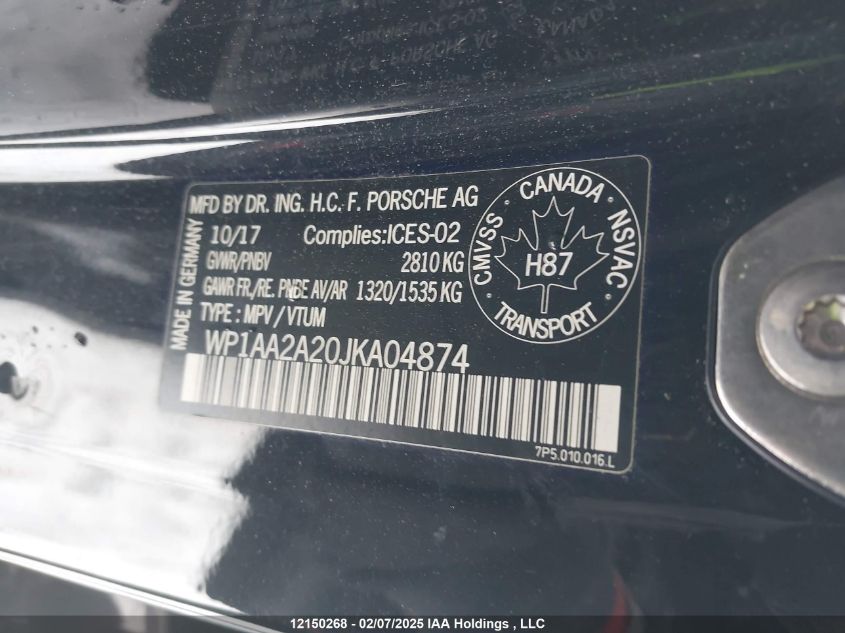 MFD BY DR. ING. H.C. F. PORSCHE AG
10/17 Complies:ICES-02
GVWR/PNBV 2810 KG
GAWR FR./RE. PNBE AV/AR 1320/1535 KG
TYPE : MPV / VTUM
WP1AA2A20JKA04874
MADE IN GERMANY
CMVSS · CANADA · NSVAC · TRANSPORT
H87
7P5.010.016.L
12150268 - 02/07/2025 IAA Holdings , LLC